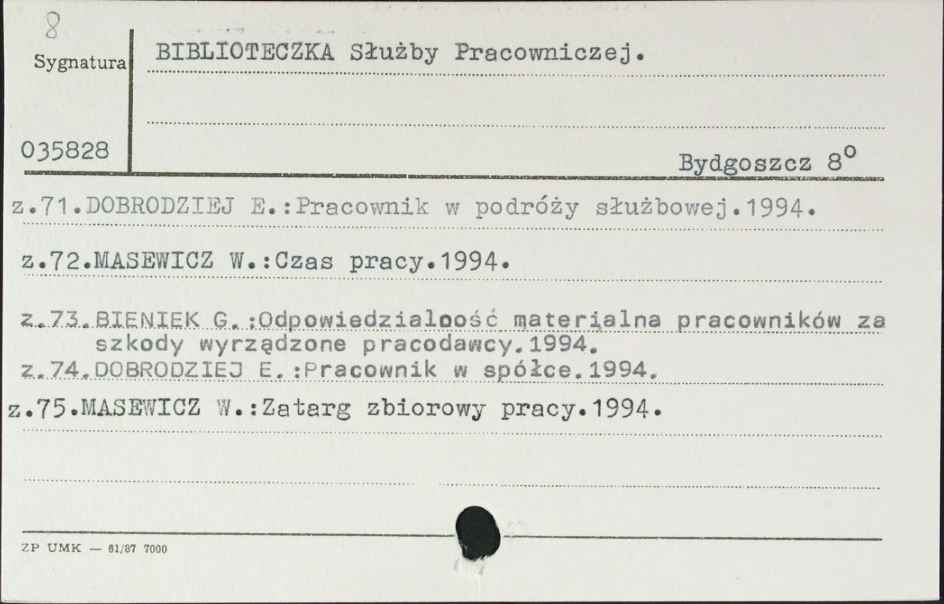 8
Sygnatura
BIBLIOTECZKA Służby Pracowniczej.
035828
Bydgoszcz 8°
z.71.DOBRODZIEJ E.:Pracownik w podróży służbowej.1994.
z.72.MASEWICZ W.:Czas pracy.1994.
z.73.BIENIEK G.:Odpowiedzialność materialna pracowników za
szkody wyrządzone pracodawcy.1994.
z.74.DOBRODZIEJ E.:Pracownik w spółce.1994.
z.75.MASEWICZ W.:Zatarg zbiorowy pracy.1994.
ZP UMK — 61/87 7000